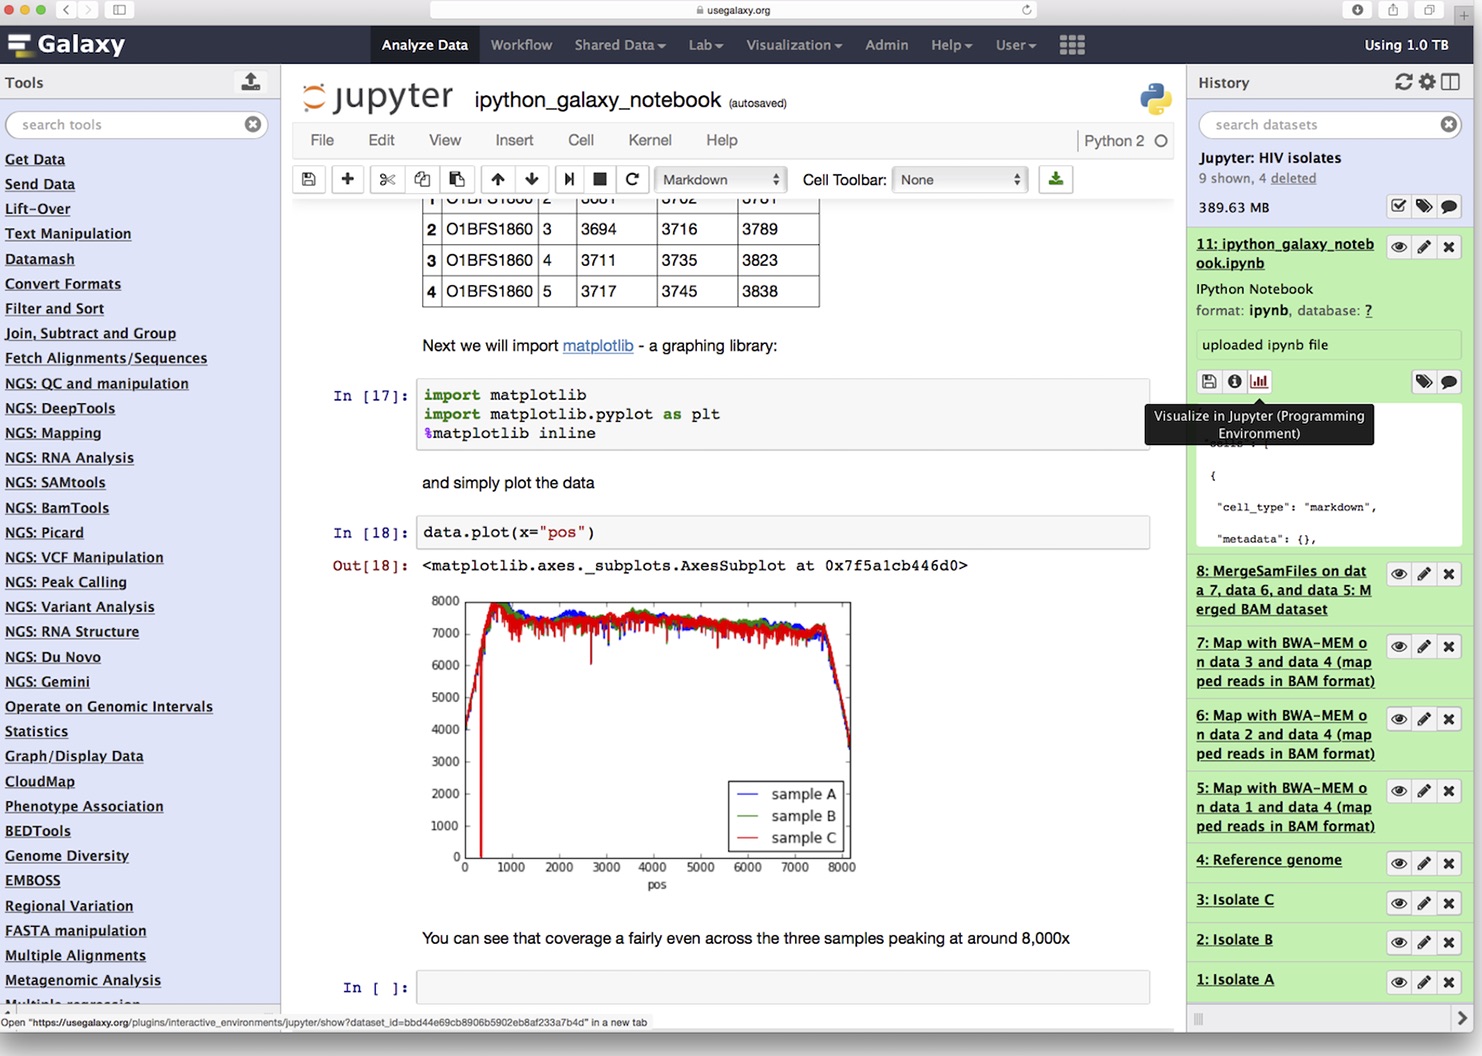 usegalaxy.org
Galaxy
Analyze Data
Workflow
Shared Data
Lab
Visualization
Admin
Help
User
Using 1.0 TB
Tools
search tools
Get Data
Send Data
Lift-Over
Text Manipulation
Datamash
Convert Formats
Filter and Sort
Join, Subtract and Group
Fetch Alignments/Sequences
NGS: QC and manipulation
NGS: DeepTools
NGS: Mapping
NGS: RNA Analysis
NGS: SAMtools
NGS: BamTools
NGS: Picard
NGS: VCF Manipulation
NGS: Peak Calling
NGS: Variant Analysis
NGS: RNA Structure
NGS: Du Novo
NGS: Gemini
Operate on Genomic Intervals
Statistics
Graph/Display Data
CloudMap
Phenotype Association
BEDTools
Genome Diversity
EMBOSS
Regional Variation
FASTA manipulation
Multiple Alignments
Metagenomic Analysis
Multiple regression
Open "https://usegalaxy.org/plugins/interactive_environments/jupyter/show?dataset_id=bbd44e69cb8906b5902eb8af233a7b4d" in a new tab
jupyter ipython_galaxy_notebook (autosaved)
File Edit View Insert Cell Kernel Help
Python 2
Markdown
Cell Toolbar: None
1 O1BFS1860 2 3681 3702 3781
2 O1BFS1860 3 3694 3716 3789
3 O1BFS1860 4 3711 3735 3823
4 O1BFS1860 5 3717 3745 3838
Next we will import matplotlib - a graphing library:
In [17]: import matplotlib
import matplotlib.pyplot as plt
%matplotlib inline
and simply plot the data
In [18]: data.plot(x="pos")
Out[18]: <matplotlib.axes._subplots.AxesSubplot at 0x7f5a1cb446d0>
8000
7000
6000
5000
4000
3000
2000
1000
0
sample A
sample B
sample C
0 1000 2000 3000 4000 5000 6000 7000 8000
pos
You can see that coverage a fairly even across the three samples peaking at around 8,000x
In [ ]:
History
search datasets
Jupyter: HIV isolates
9 shown, 4 deleted
389.63 MB
11: ipython_galaxy_noteb
ook.ipynb
IPython Notebook
format: ipynb, database: ?
uploaded ipynb file
Visualize in Jupyter (Programming
Environment)
"cells": [
{
"cell_type": "markdown",
"metadata": {},
8: MergeSamFiles on dat
a 7, data 6, and data 5: M
erged BAM dataset
7: Map with BWA-MEM o
n data 3 and data 4 (map
ped reads in BAM format)
6: Map with BWA-MEM o
n data 2 and data 4 (map
ped reads in BAM format)
5: Map with BWA-MEM o
n data 1 and data 4 (map
ped reads in BAM format)
4: Reference genome
3: Isolate C
2: Isolate B
1: Isolate A